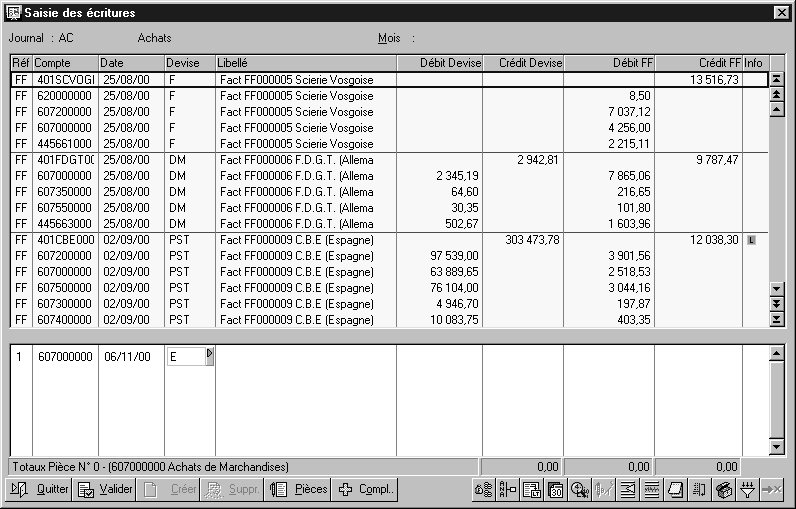 Saisie des écritures
Journal : AC Achats Mois :
Réf Compte Date Devise Libellé Débit Devise Crédit Devise Débit FF Crédit FF Info
FF 401SCVOGI 25/08/00 F Fact FF000005 Scierie Vosgoise 13 516,73
FF 620000000 25/08/00 F Fact FF000005 Scierie Vosgoise 8,50
FF 607200000 25/08/00 F Fact FF000005 Scierie Vosgoise 7 037,12
FF 607000000 25/08/00 F Fact FF000005 Scierie Vosgoise 4 256,00
FF 445661000 25/08/00 F Fact FF000005 Scierie Vosgoise 2 215,11
FF 401FDGT00 25/08/00 DM Fact FF000006 F.D.G.T. (Allema 2 942,81 9 787,47
FF 607000000 25/08/00 DM Fact FF000006 F.D.G.T. (Allema 2 345,19 7 865,06
FF 607350000 25/08/00 DM Fact FF000006 F.D.G.T. (Allema 64,60 216,65
FF 607550000 25/08/00 DM Fact FF000006 F.D.G.T. (Allema 30,35 101,80
FF 445663000 25/08/00 DM Fact FF000006 F.D.G.T. (Allema 502,67 1 603,96
FF 401CBE000 02/09/00 PST Fact FF000009 C.B.E (Espagne) 303 473,78 12 038,30 L
FF 607200000 02/09/00 PST Fact FF000009 C.B.E (Espagne) 97 539,00 3 901,56
FF 607000000 02/09/00 PST Fact FF000009 C.B.E (Espagne) 63 889,65 2 518,53
FF 607500000 02/09/00 PST Fact FF000009 C.B.E (Espagne) 76 104,00 3 044,16
FF 607300000 02/09/00 PST Fact FF000009 C.B.E (Espagne) 4 946,70 197,87
FF 607400000 02/09/00 PST Fact FF000009 C.B.E (Espagne) 10 083,75 403,35
1 607000000 06/11/00 E
Totaux Pièce N° 0 - (607000000 Achats de Marchandises) 0,00 0,00 0,00
Quitter Valider Créer Suppr. Pièces Compl.. 30